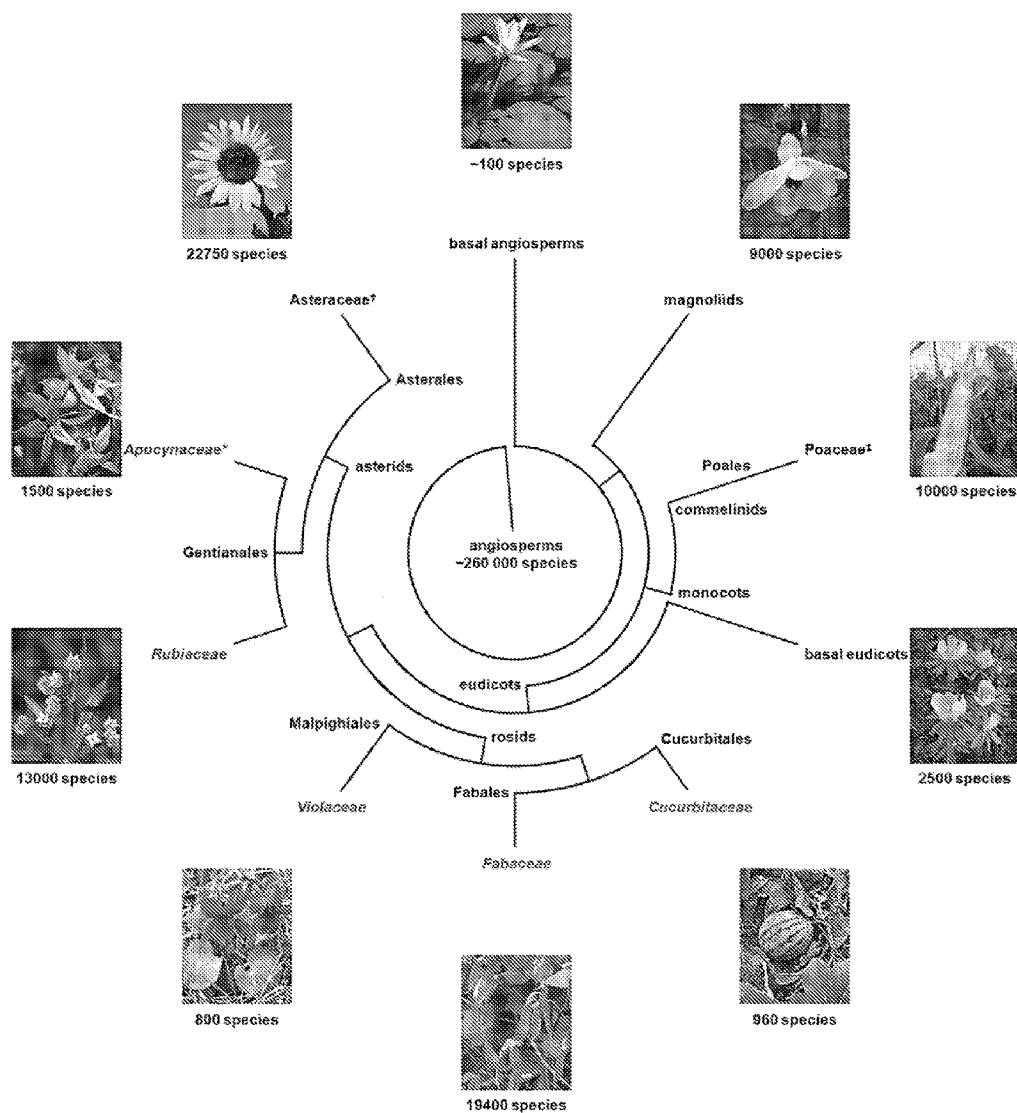 ~100 species
22750 species
9000 species
basal angiosperms
Asteraceae†
magnoliids
Asterales
Apocynaceae*
1500 species
asterids
Poales
Poaceae‡
10000 species
commelinids
Gentianales
angiosperms
~260 000 species
monocots
Rubiaceae
basal eudicots
eudicots
Malpighiales
rosids
Cucurbitales
13000 species
2500 species
Fabales
Violaceae
Cucurbitaceae
Fabaceae
800 species
960 species
19400 species